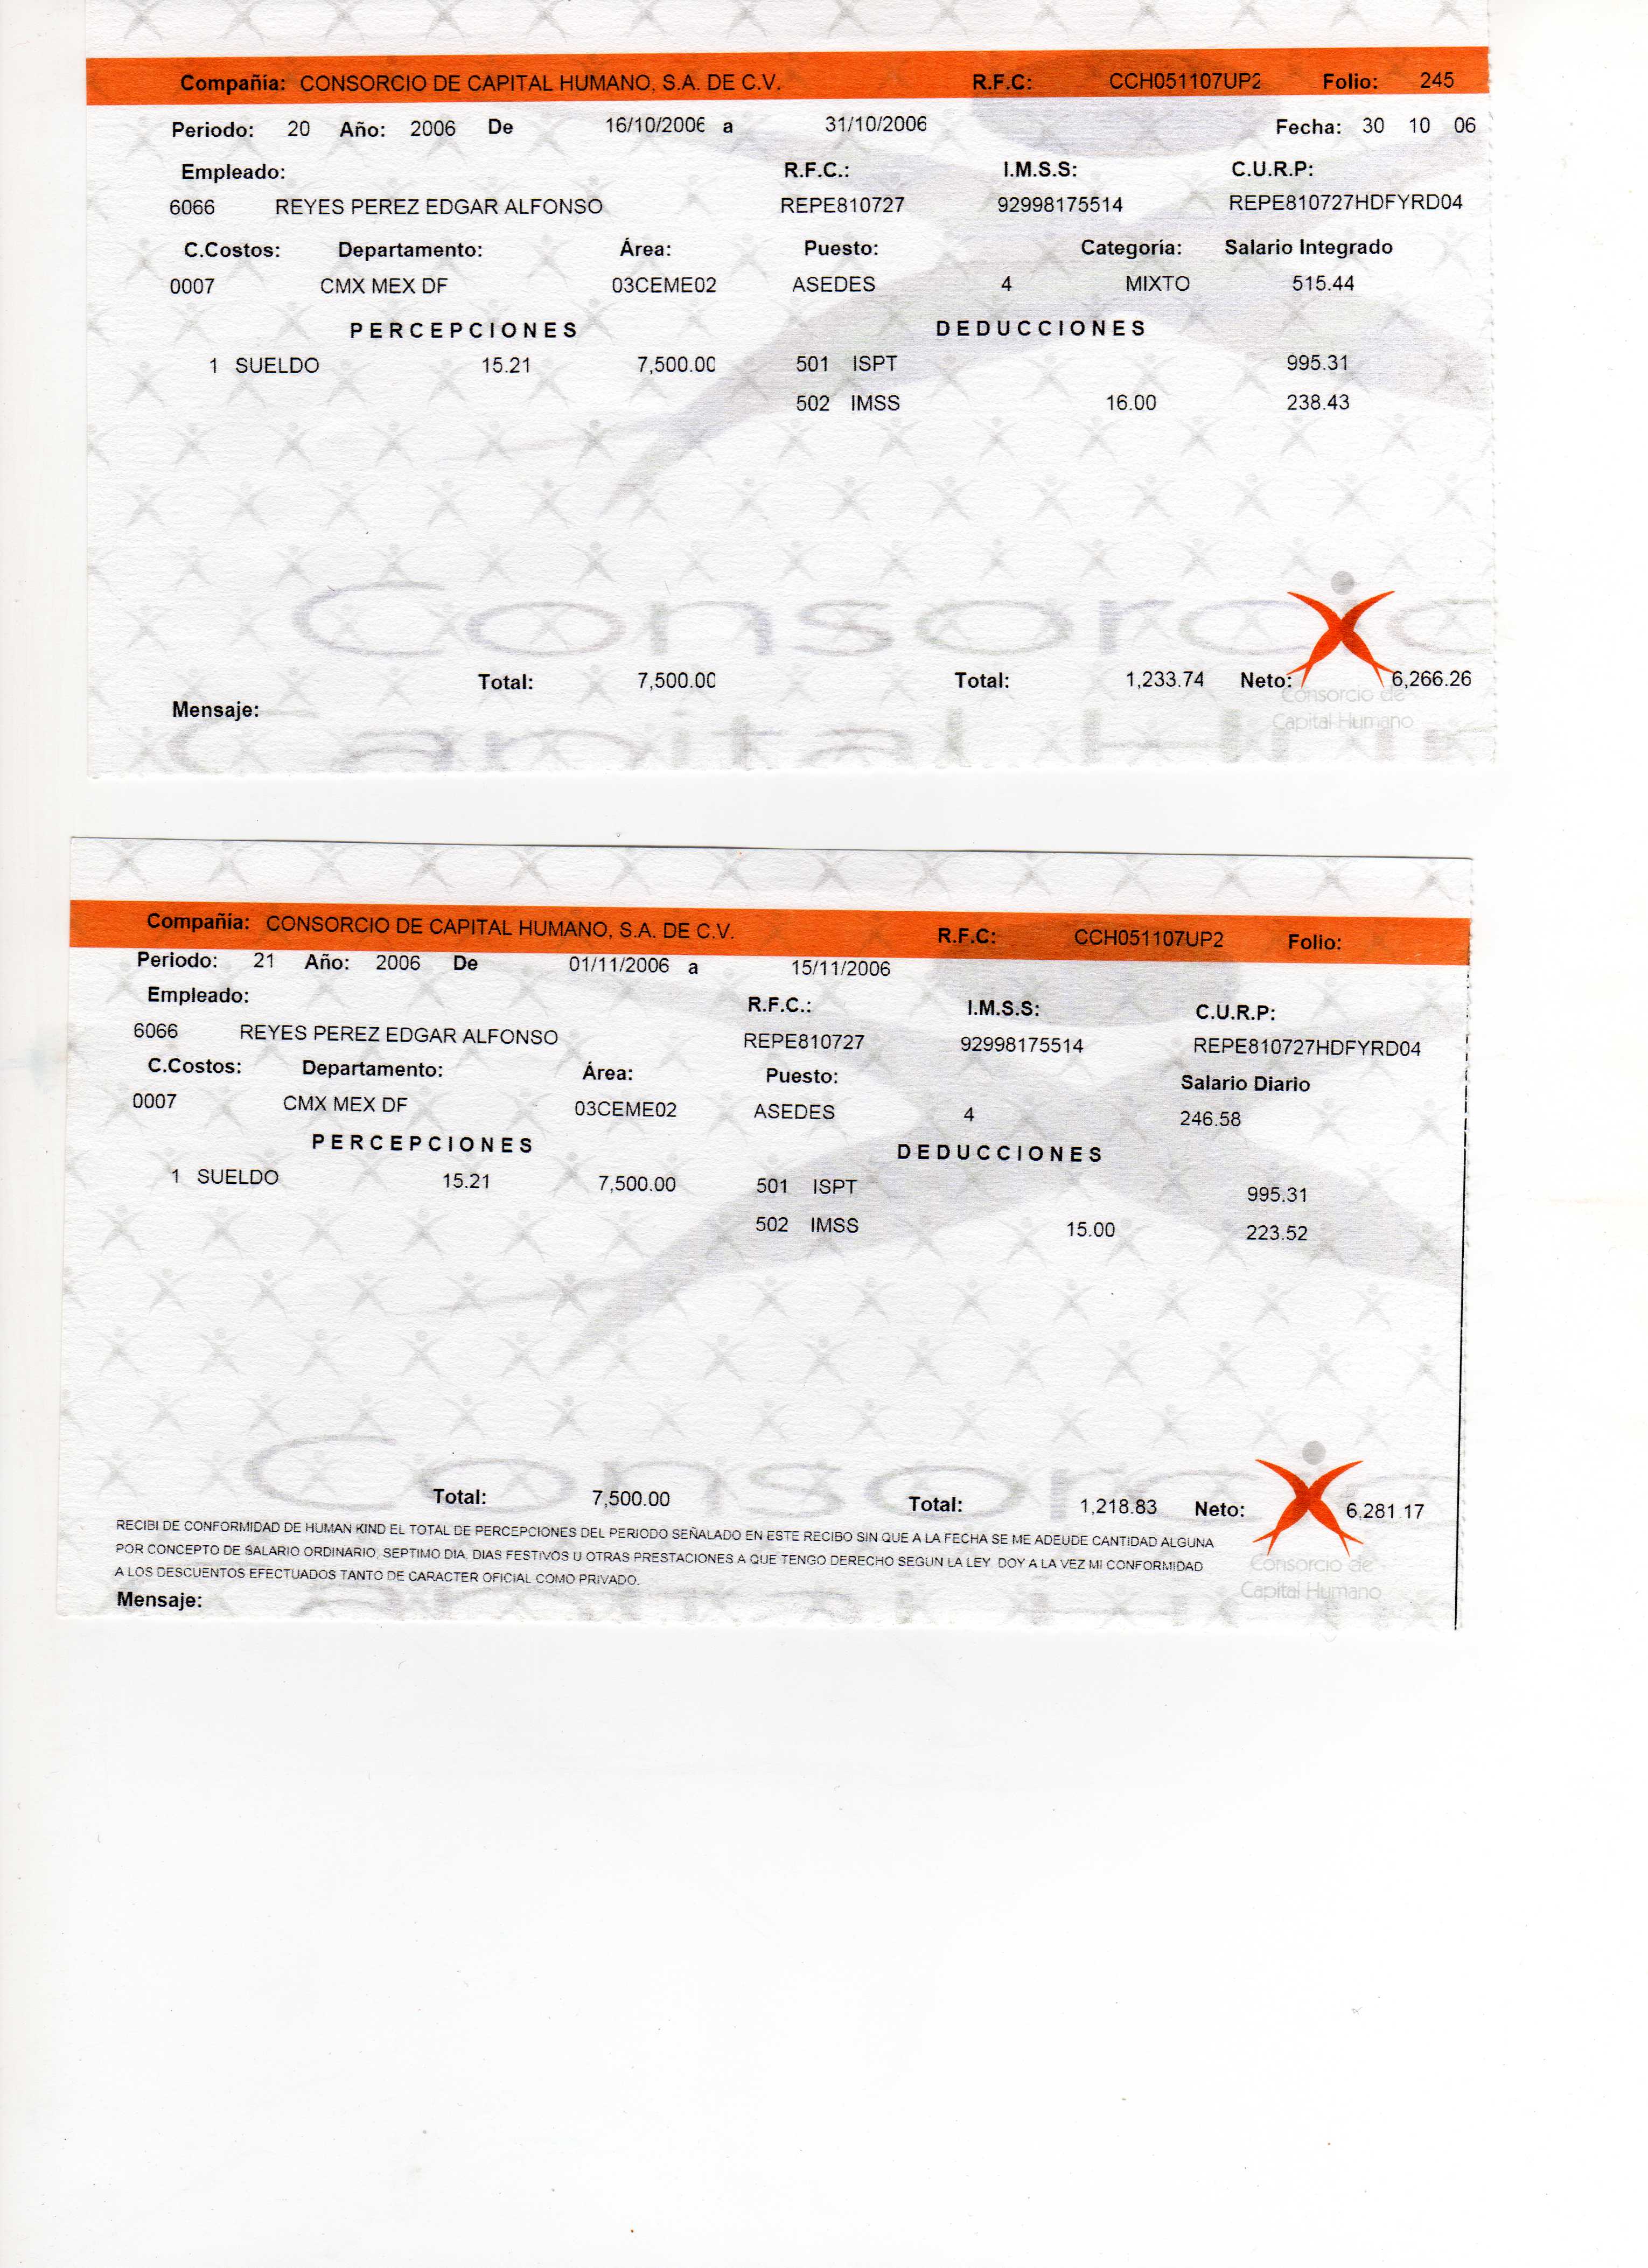 Compañia: CONSORCIO DE CAPITAL HUMANO, S.A. DE C.V. R.F.C: CCH051107UP2 Folio: 245
Periodo: 20 Año: 2006 De 16/10/2006 a 31/10/2006 Fecha: 30 10 06
Empleado: R.F.C.: I.M.S.S: C.U.R.P:
6066 REYES PEREZ EDGAR ALFONSO REPE810727 92998175514 REPE810727HDFYRD04
C.Costos: Departamento: Área: Puesto: Categoría: Salario Integrado
0007 CMX MEX DF 03CEME02 ASEDES 4 MIXTO 515.44
PERCEPCIONES DEDUCCIONES
1 SUELDO 15.21 7,500.00 501 ISPT 995.31
502 IMSS 16.00 238.43
Consorcio
Total: 7,500.00 Total: 1,233.74 Neto: 6,266.26
Consorcio de
Mensaje:
Capital Humano
Capital Hum
Compañia: CONSORCIO DE CAPITAL HUMANO, S.A. DE C.V. R.F.C: CCH051107UP2 Folio:
Periodo: 21 Año: 2006 De 01/11/2006 a 15/11/2006
Empleado: R.F.C.: I.M.S.S: C.U.R.P:
6066 REYES PEREZ EDGAR ALFONSO REPE810727 92998175514 REPE810727HDFYRD04
C.Costos: Departamento: Área: Puesto: Salario Diario
0007 CMX MEX DF 03CEME02 ASEDES 4 246.58
PERCEPCIONES DEDUCCIONES
1 SUELDO 15.21 7,500.00 501 ISPT 995.31
502 IMSS 15.00 223.52
Consorc
Total: 7,500.00 Total: 1,218.83 Neto: 6,281.17
RECIBI DE CONFORMIDAD DE HUMAN KIND EL TOTAL DE PERCEPCIONES DEL PERIODO SEÑALADO EN ESTE RECIBO SIN QUE A LA FECHA SE ME ADEUDE CANTIDAD ALGUNA
POR CONCEPTO DE SALARIO ORDINARIO, SEPTIMO DIA, DIAS FESTIVOS U OTRAS PRESTACIONES A QUE TENGO DERECHO SEGUN LA LEY. DOY A LA VEZ MI CONFORMIDAD
A LOS DESCUENTOS EFECTUADOS TANTO DE CARACTER OFICIAL COMO PRIVADO.
Consorcio de
Capital Humano
Mensaje: